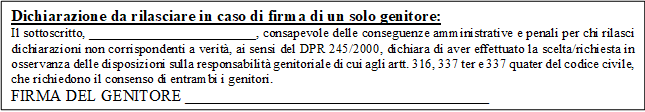 Dichiarazione da rilasciare in caso di firma di un solo genitore:
Il sottoscritto, ___________________________, consapevole delle conseguenze amministrative e penali per chi rilasci
dichiarazioni non corrispondenti a verità, ai sensi del DPR 245/2000, dichiara di aver effettuato la scelta/richiesta in
osservanza delle disposizioni sulla responsabilità genitoriale di cui agli artt. 316, 337 ter e 337 quater del codice civile,
che richiedono il consenso di entrambi i genitori.
FIRMA DEL GENITORE ______________________________________